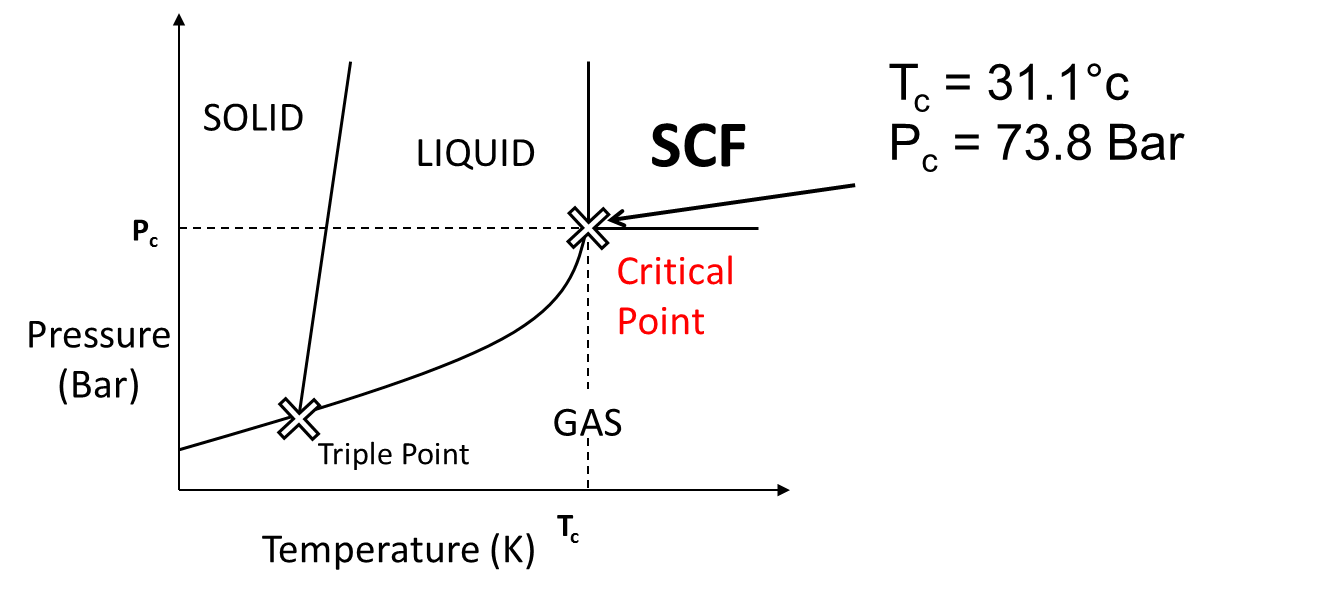 SOLID
LIQUID
SCF
Tc = 31.1°c
Pc = 73.8 Bar
Pc
Critical
Point
Pressure
(Bar)
GAS
Triple Point
Tc
Temperature (K)